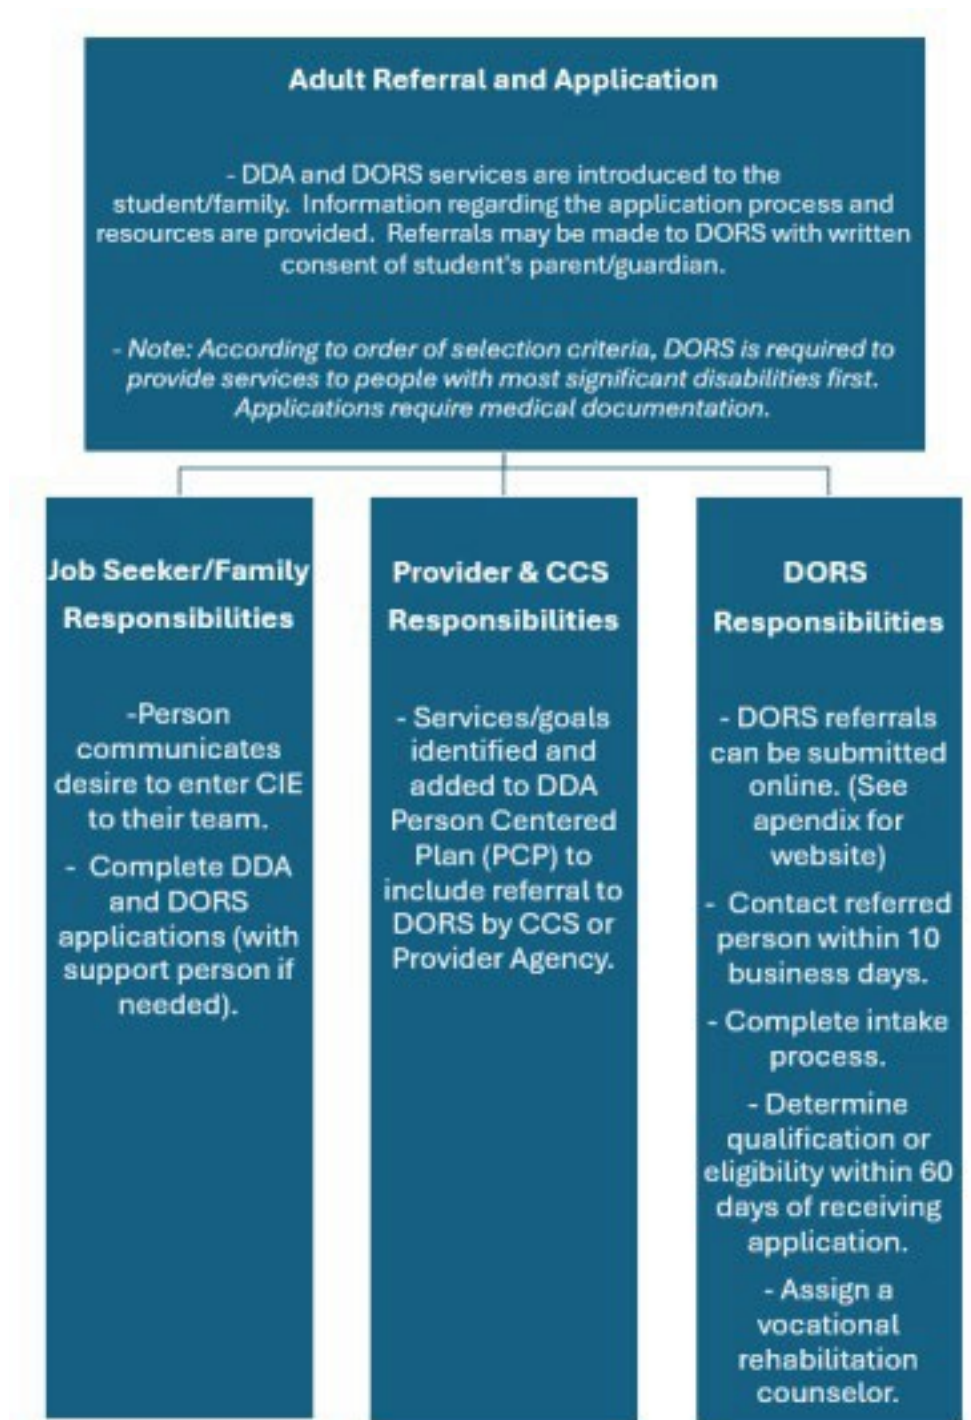 Adult Referral and Application
- DDA and DORS services are introduced to the
student/family. Information regarding the application process and
resources are provided. Referrals may be made to DORS with written
consent of student's parent/guardian.
- Note: According to order of selection criteria, DORS is required to
provide services to people with most significant disabilities first.
Applications require medical documentation.
Job Seeker/Family
Responsibilities
-Person
communicates
desire to enter CIE
to their team.
- Complete DDA
and DORS
applications (with
support person if
needed).
Provider & CCS
Responsibilities
- Services/goals
identified and
added to DDA
Person Centered
Plan (PCP) to
include referral to
DORS by CCS or
Provider Agency.
DORS
Responsibilities
- DORS referrals
can be submitted
online. (See
apendix for
website)
- Contact referred
person within 10
business days.
- Complete intake
process.
- Determine
qualification or
eligibility within 60
days of receiving
application.
- Assign a
vocational
rehabilitation
counselor.